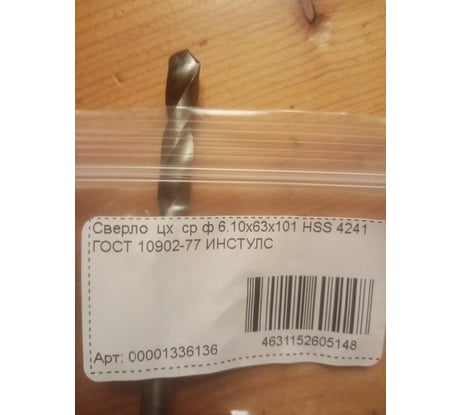 Сверло цх ср ф 6.10х63х101 HSS 4241
ГОСТ 10902-77 ИНСТУЛС
4631152605148
Арт: 00001336136